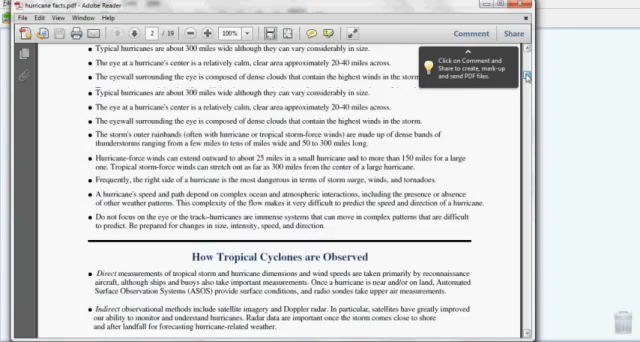 hurricane facts.pdf - Adobe Reader
File Edit View Window Help
2 / 19 100% Comment Share
• Typical hurricanes are about 300 miles wide although they can vary considerably in size.
• The eye at a hurricane's center is a relatively calm, clear area approximately 20-40 miles across.
• The eyewall surrounding the eye is composed of dense clouds that contain the highest winds in the storm
Click on Comment and
Share to create, mark-up
and send PDF files.
• Typical hurricanes are about 300 miles wide although they can vary considerably in size.
• The eye at a hurricane's center is a relatively calm, clear area approximately 20-40 miles across.
• The eyewall surrounding the eye is composed of dense clouds that contain the highest winds in the storm.
• The storm's outer rainbands (often with hurricane or tropical storm-force winds) are made up of dense bands of
thunderstorms ranging from a few miles to tens of miles wide and 50 to 300 miles long.
• Hurricane-force winds can extend outward to about 25 miles in a small hurricane and to more than 150 miles for a large
one. Tropical storm-force winds can stretch out as far as 300 miles from the center of a large hurricane.
• Frequently, the right side of a hurricane is the most dangerous in terms of storm surge, winds, and tornadoes.
• A hurricane's speed and path depend on complex ocean and atmospheric interactions, including the presence or absence
of other weather patterns. This complexity of the flow makes it very difficult to predict the speed and direction of a hurricane.
• Do not focus on the eye or the track–hurricanes are immense systems that can move in complex patterns that are difficult
to predict. Be prepared for changes in size, intensity, speed, and direction.
How Tropical Cyclones are Observed
• Direct measurements of tropical storm and hurricane dimensions and wind speeds are taken primarily by reconnaissance
aircraft, although ships and buoys also take important measurements. Once a hurricane is near and/or on land, Automated
Surface Observation Systems (ASOS) provide surface conditions, and radio sondes take upper air measurements.
• Indirect observational methods include satellite imagery and Doppler radar. In particular, satellites have greatly improved
our ability to monitor and understand hurricanes. Radar data are important once the storm comes close to shore
and after landfall for forecasting hurricane-related weather.